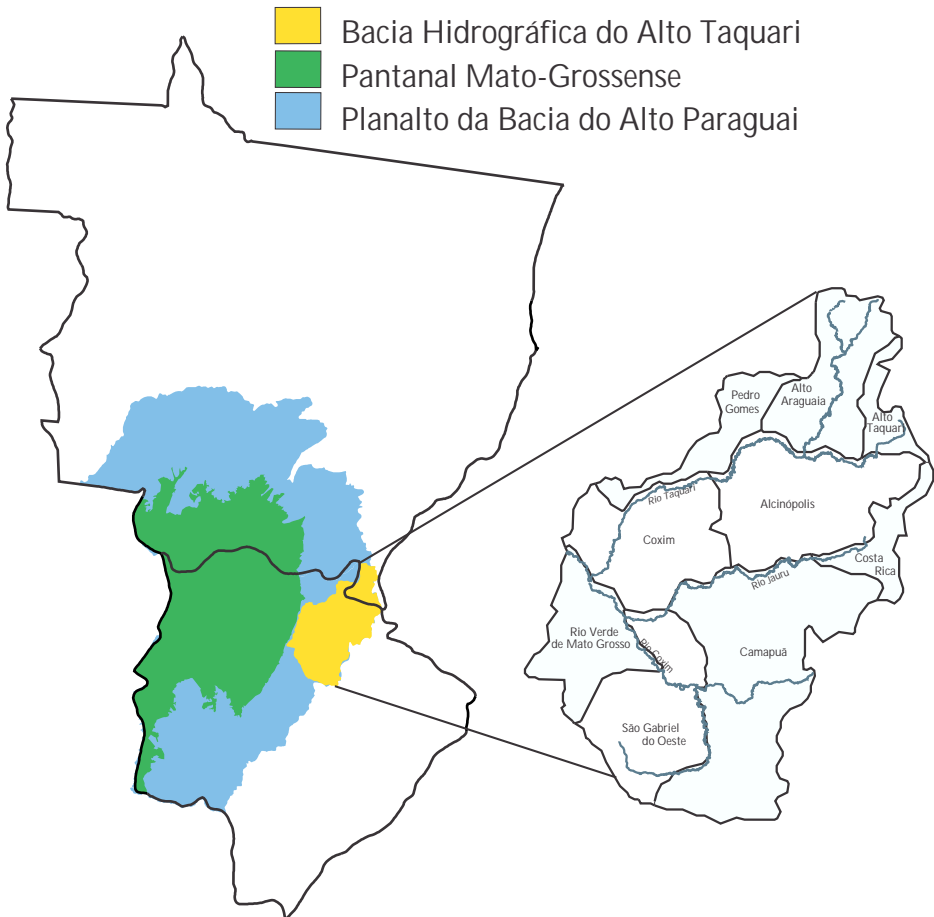 Bacia Hidrográfica do Alto Taquari
Pantanal Mato-Grossense
Planalto da Bacia do Alto Paraguai
Pedro
Gomes
Alto
Araguaia
Alto
Taquari
Rio Taquari
Alcinópolis
Coxim
Costa
Rica
Rio Jauru
Rio Verde
de Mato Grosso
Rio Coxim
Camapuã
São Gabriel
do Oeste